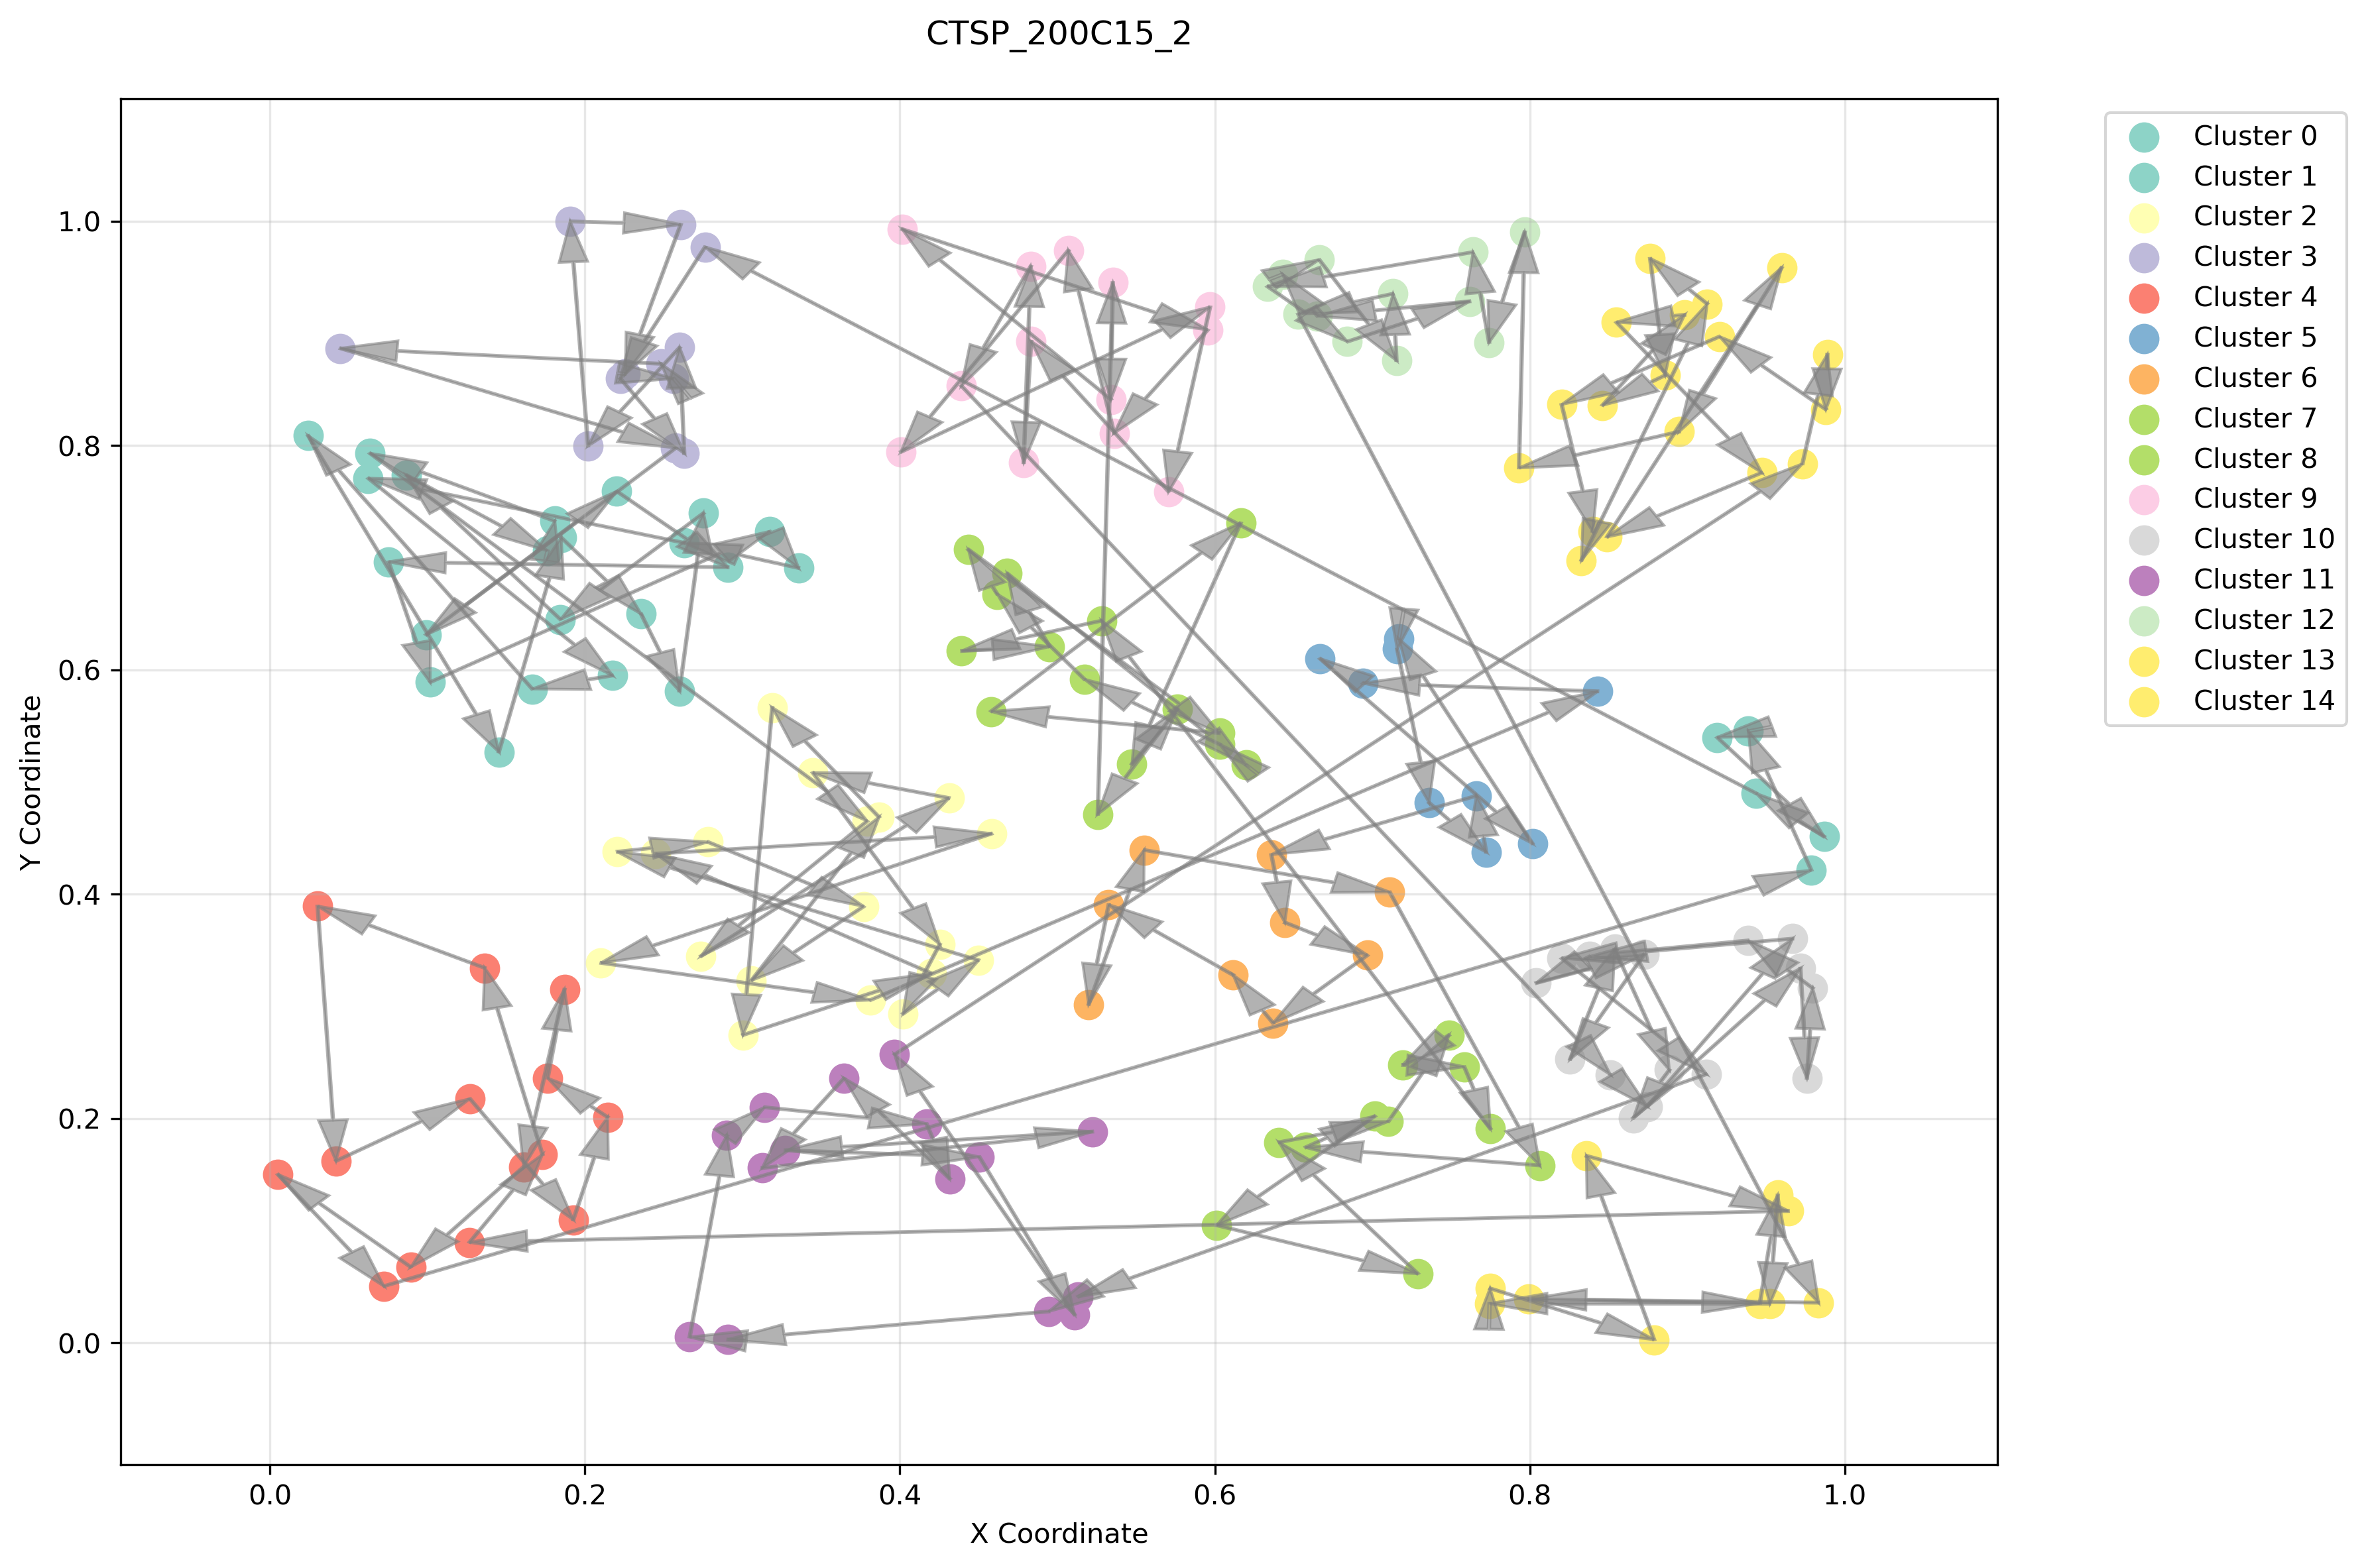 CTSP_200C15_2
1.0
0.8
0.6
0.4
0.2
0.0
Y Coordinate
0.0 0.2 0.4 0.6 0.8 1.0
X Coordinate
Cluster 0
Cluster 1
Cluster 2
Cluster 3
Cluster 4
Cluster 5
Cluster 6
Cluster 7
Cluster 8
Cluster 9
Cluster 10
Cluster 11
Cluster 12
Cluster 13
Cluster 14